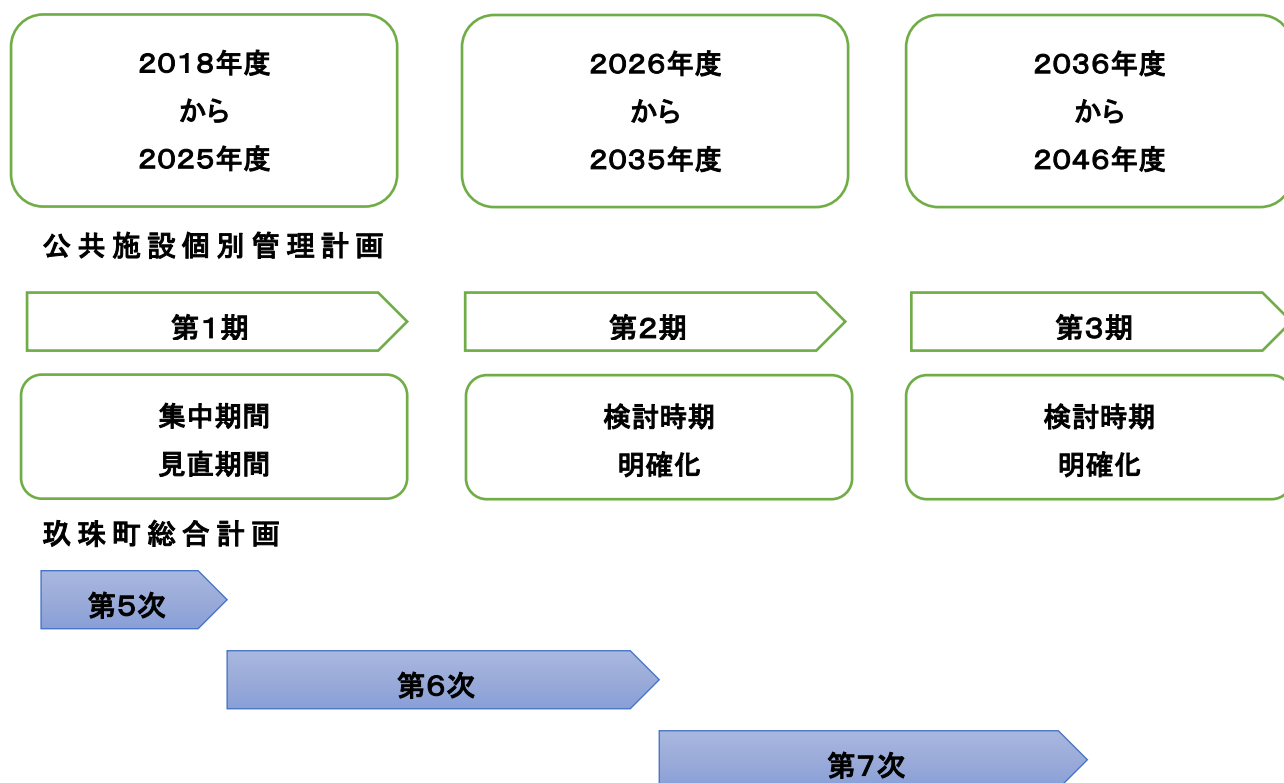 2018年度
から
2025年度
2026年度
から
2035年度
2036年度
から
2046年度
公共施設個別管理計画
第1期
第2期
第3期
集中期間
見直期間
検討時期
明確化
検討時期
明確化
玖珠町総合計画
第5次
第6次
第7次